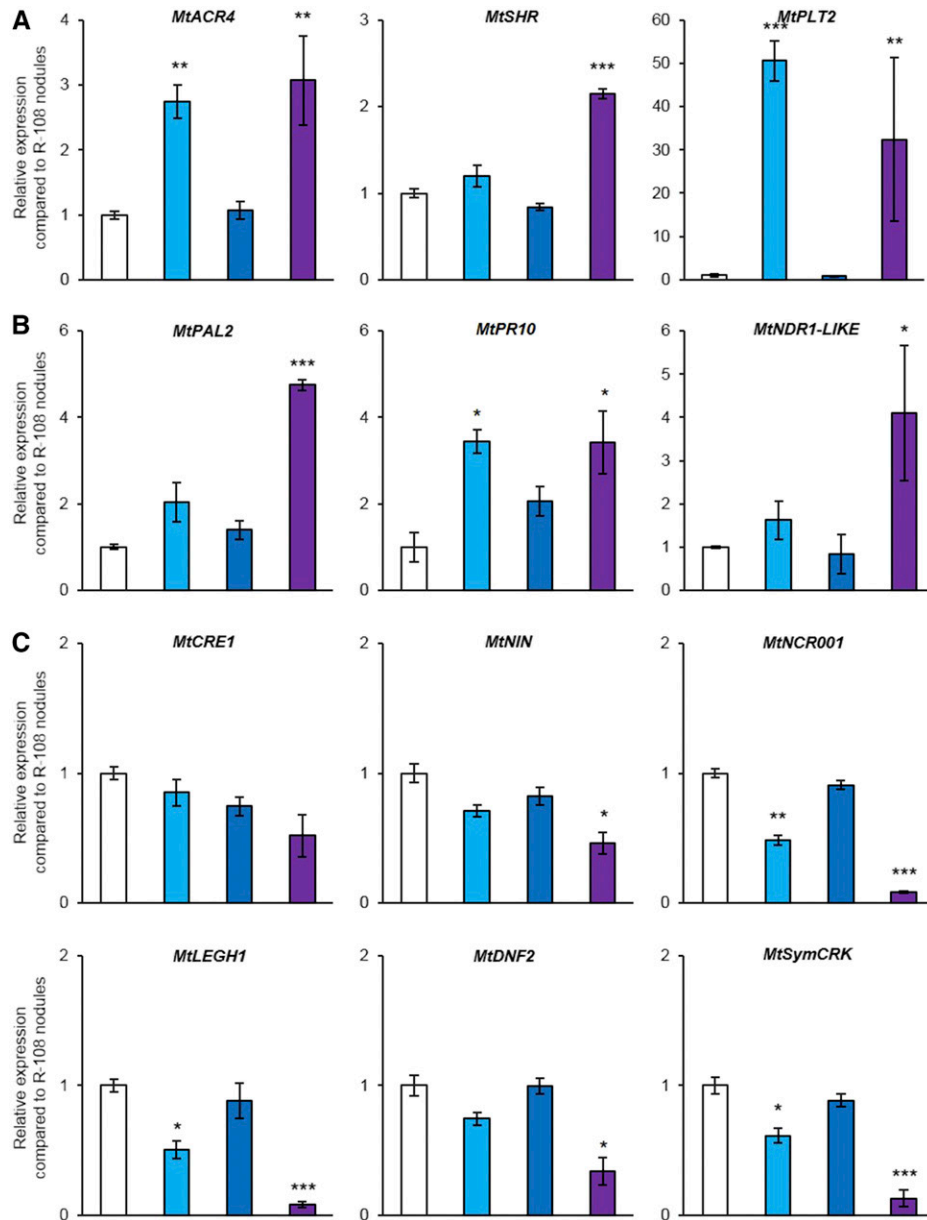 A
MtACR4
MtSHR
MtPLT2
Relative expression
compared to R-108 nodules
4
3
2
1
0
**
**
3
2
1
0
***
60
50
40
30
20
10
0
***
**
B
MtPAL2
MtPR10
MtNDR1-LIKE
Relative expression
compared to R-108 nodules
6
4
2
0
***
6
4
2
0
*
*
6
5
4
3
2
1
0
*
C
MtCRE1
MtNIN
MtNCR001
Relative expression
compared to R-108 nodules
2
1
0
2
1
0
*
2
1
0
**
***
MtLEGH1
MtDNF2
MtSymCRK
Relative expression
compared to R-108 nodules
2
1
0
*
***
2
1
0
*
2
1
0
*
***